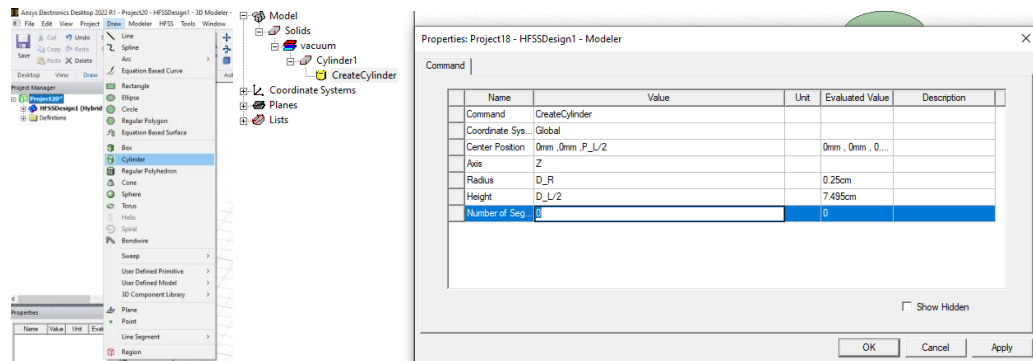 Ansys Electronics Desktop 2022 R1 - Project20 - HFSSDesign1 - 3D Modeler -
File Edit View Project Draw Modeler HFSS Tools Window
Save
Cut Undo
Copy Redo
Paste Delete
Desktop View Draw
Project Manager
Project20*
HFSSDesign1 (Hybrid
Definitions
Properties
Name Value Unit
Line
Spline
Arc
Equation Based Curve
Rectangle
Ellipse
Circle
Regular Polygon
Equation Based Surface
Box
Cylinder
Regular Polyhedron
Cone
Sphere
Torus
Helix
Spiral
Bondwire
Sweep
User Defined Primitive
User Defined Model
3D Component Library
Plane
Point
Line Segment
Region
Model
Solids
vacuum
Cylinder1
CreateCylinder
Coordinate Systems
Planes
Lists
Properties: Project18 - HFSSDesign1 - Modeler
Command
Name Value Unit Evaluated Value Description
Command CreateCylinder
Coordinate Sys... Global
Center Position 0mm ,0mm ,P_L/2 0mm , 0mm , 0....
Axis Z
Radius D_R 0.25cm
Height D_L/2 7.495cm
Number of Seg... 0 0
Show Hidden
OK Cancel Apply